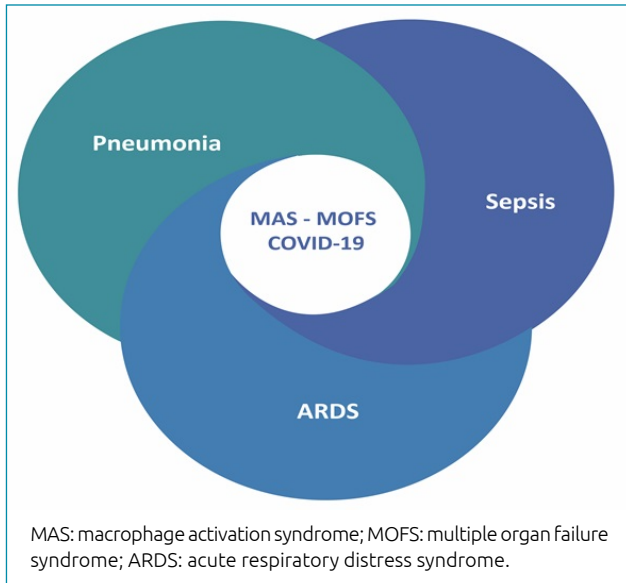 Pneumonia
Sepsis
MAS - MOFS
COVID-19
ARDS
MAS: macrophage activation syndrome; MOFS: multiple organ failure
syndrome; ARDS: acute respiratory distress syndrome.